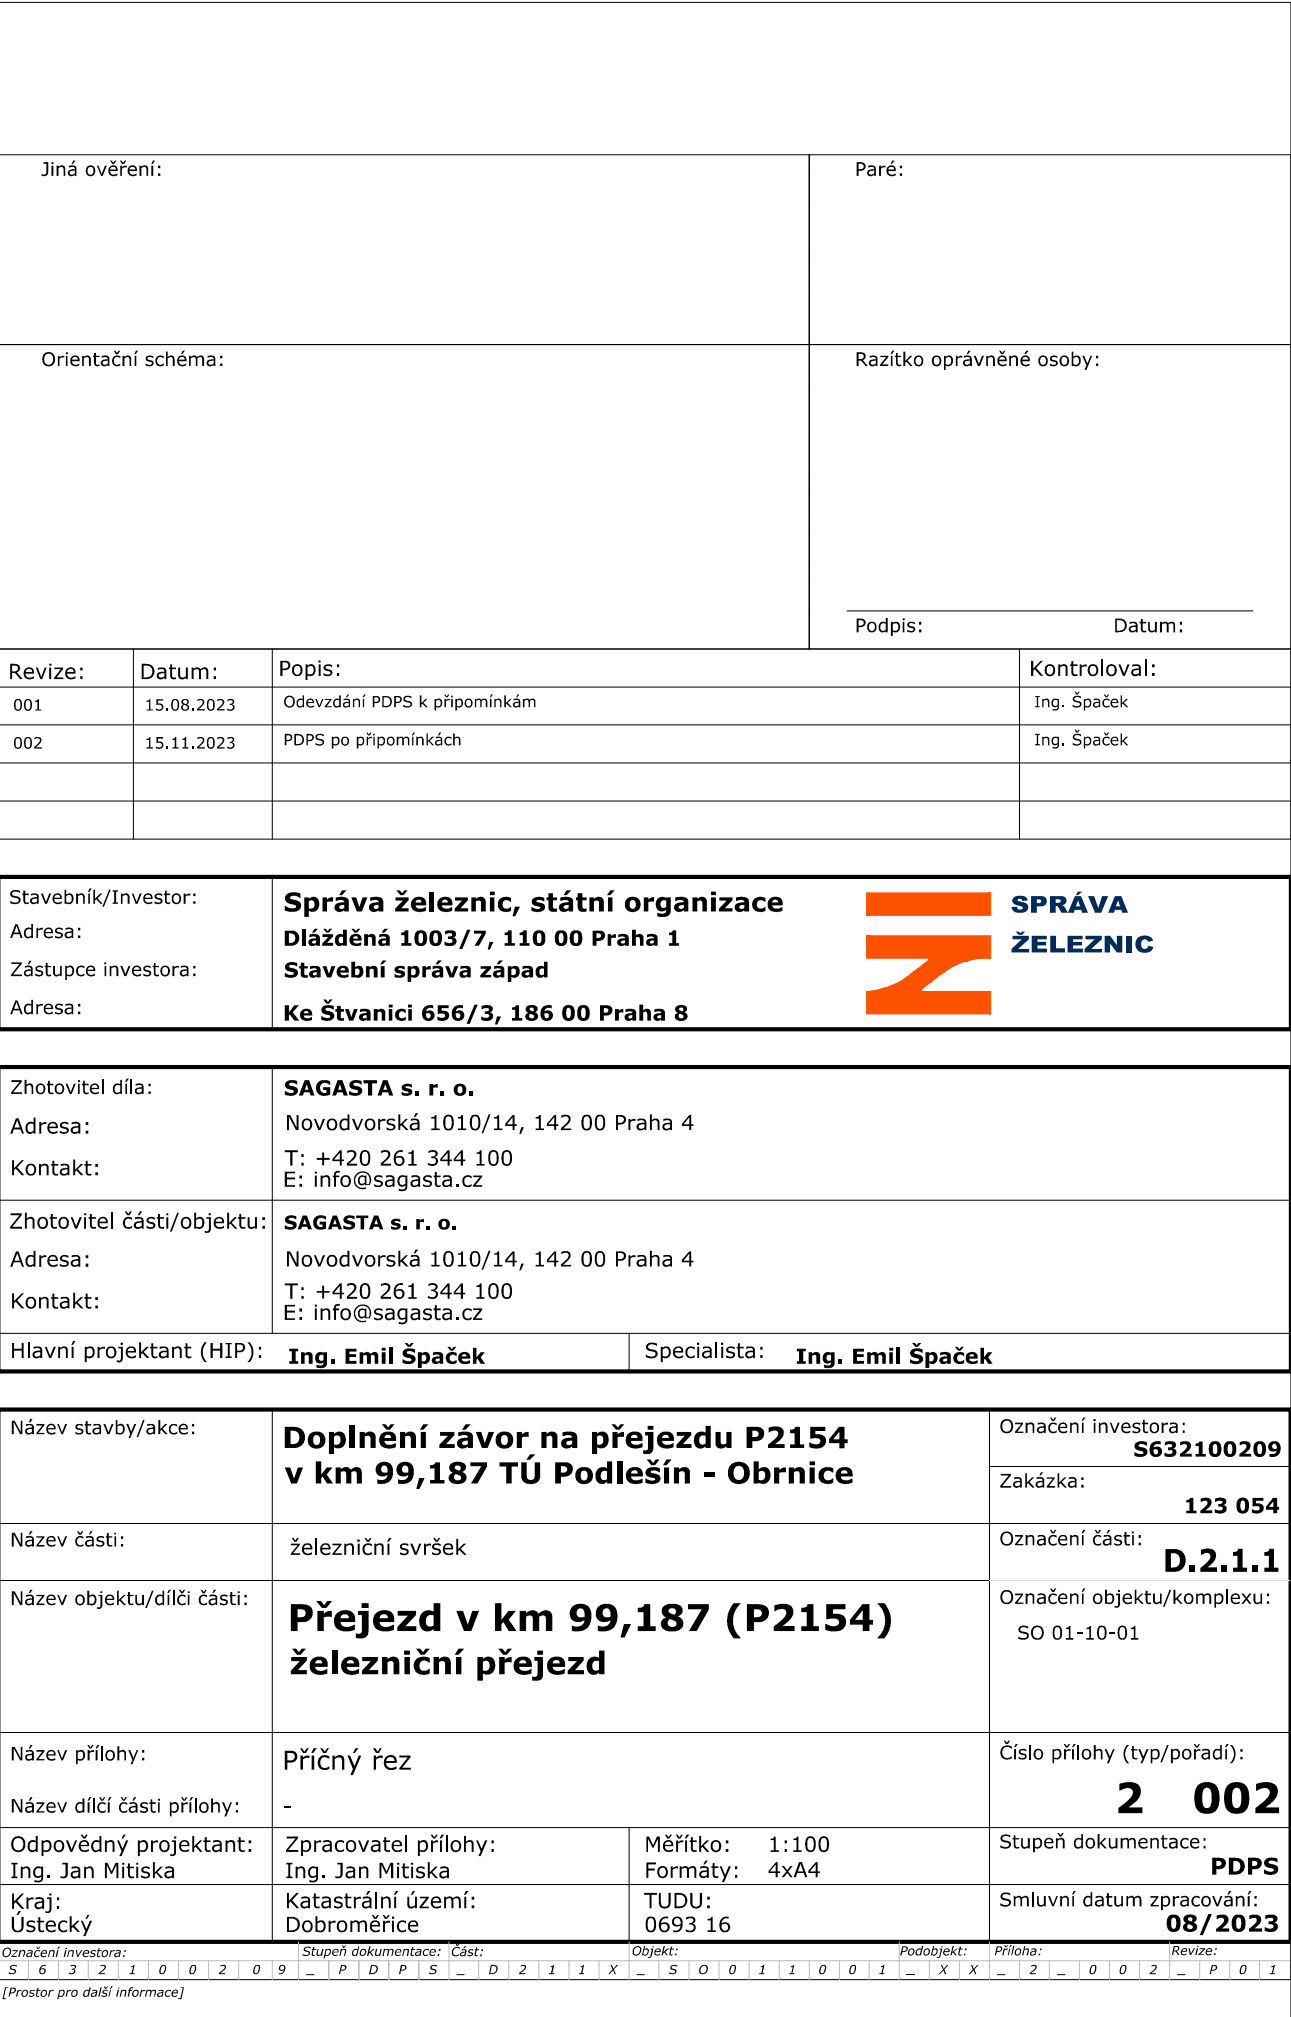 Jiná ověření:
Paré:
Orientační schéma:
Razítko oprávněné osoby:
Podpis: Datum:
Revize: Datum: Popis: Kontroloval:
001 15.08.2023 Odevzdání PDPS k připomínkám Ing. Špaček
002 15.11.2023 PDPS po připomínkách Ing. Špaček
Stavebník/Investor: Správa železnic, státní organizace
Adresa: Dlážděná 1003/7, 110 00 Praha 1
Zástupce investora: Stavební správa západ
Adresa: Ke Štvanici 656/3, 186 00 Praha 8
SPRÁVA
ŽELEZNIC
Zhotovitel díla: SAGASTA s. r. o.
Adresa: Novodvorská 1010/14, 142 00 Praha 4
Kontakt: T: +420 261 344 100
E: info@sagasta.cz
Zhotovitel části/objektu: SAGASTA s. r. o.
Adresa: Novodvorská 1010/14, 142 00 Praha 4
Kontakt: T: +420 261 344 100
E: info@sagasta.cz
Hlavní projektant (HIP): Ing. Emil Špaček Specialista: Ing. Emil Špaček
Název stavby/akce: Doplnění závor na přejezdu P2154
v km 99,187 TÚ Podlešín - Obrnice
Označení investora:
S632100209
Zakázka:
123 054
Název části: železniční svršek
Označení části:
D.2.1.1
Název objektu/dílči části: Přejezd v km 99,187 (P2154)
železniční přejezd
Označení objektu/komplexu:
SO 01-10-01
Název přílohy: Příčný řez
Název dílčí části přílohy: -
Číslo přílohy (typ/pořadí):
2 002
Odpovědný projektant: Zpracovatel přílohy: Měřítko: 1:100 Stupeň dokumentace:
Ing. Jan Mitiska Ing. Jan Mitiska Formáty: 4xA4 PDPS
Kraj: Katastrální území: TUDU: Smluvní datum zpracování:
Ústecký Dobroměřice 0693 16 08/2023
Označení investora: Stupeň dokumentace: Část: Objekt: Podobjekt: Příloha: Revize:
S 6 3 2 1 0 0 2 0 9 _ P D P S _ D 2 1 1 X _ S O 0 1 1 0 0 1 _ X X _ 2 _ 0 0 2 _ P 0 1
[Prostor pro další informace]